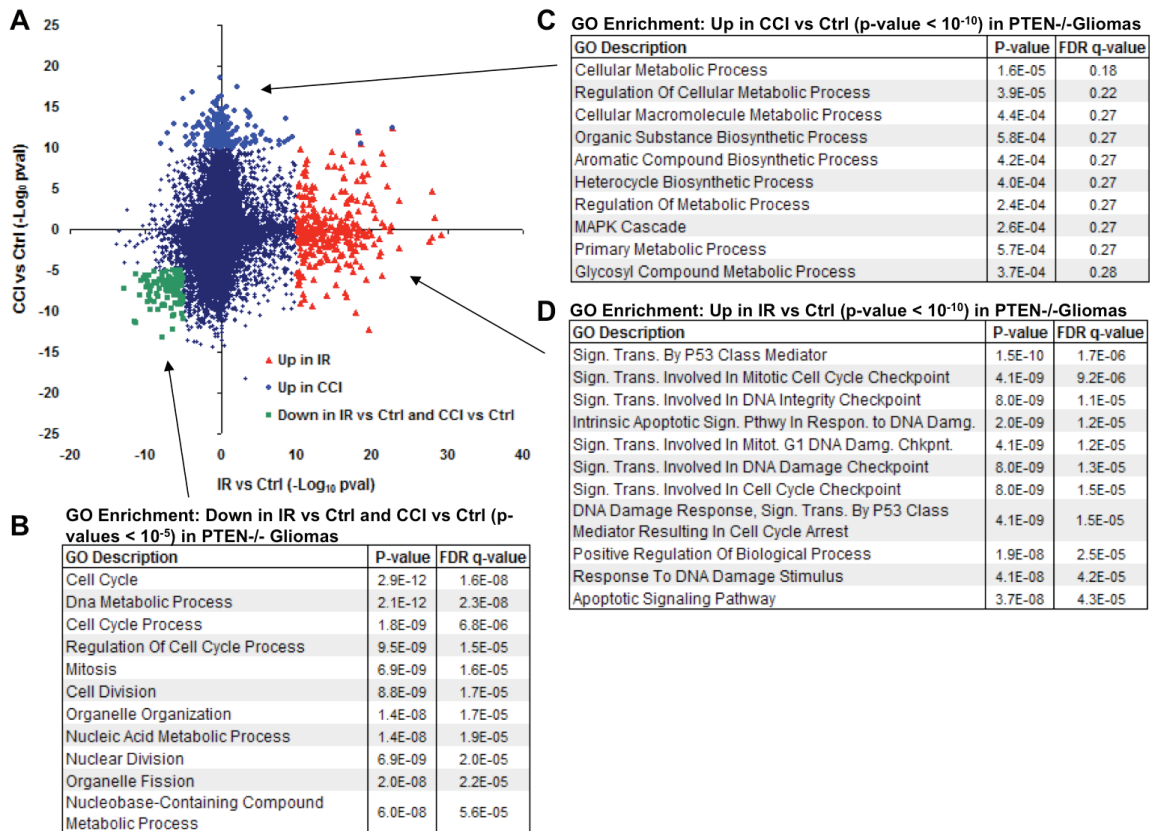 A
25
20
15
10
5
0
-5
-10
-15
-20
-25
CCI vs Ctrl (-Log₀ pval)
-20
-10
0
10
20
30
40
IR vs Ctrl (-Log₁₀ pval)
Up in IR
Up in CCI
Down in IR vs Ctrl and CCI vs Ctrl
B
GO Enrichment: Down in IR vs Ctrl and CCI vs Ctrl (p-
values < 10⁻⁵) in PTEN-/- Gliomas
GO Description P-value FDR q-value
Cell Cycle 2.9E-12 1.6E-08
Dna Metabolic Process 2.1E-12 2.3E-08
Cell Cycle Process 1.8E-09 6.8E-06
Regulation Of Cell Cycle Process 9.5E-09 1.5E-05
Mitosis 6.9E-09 1.6E-05
Cell Division 8.8E-09 1.7E-05
Organelle Organization 1.4E-08 1.7E-05
Nucleic Acid Metabolic Process 1.4E-08 1.9E-05
Nuclear Division 6.9E-09 2.0E-05
Organelle Fission 2.0E-08 2.2E-05
Nucleobase-Containing Compound
Metabolic Process 6.0E-08 5.6E-05
C
GO Enrichment: Up in CCI vs Ctrl (p-value < 10⁻¹⁰) in PTEN-/-Gliomas
GO Description P-value FDR q-value
Cellular Metabolic Process 1.6E-05 0.18
Regulation Of Cellular Metabolic Process 3.9E-05 0.22
Cellular Macromolecule Metabolic Process 4.4E-04 0.27
Organic Substance Biosynthetic Process 5.8E-04 0.27
Aromatic Compound Biosynthetic Process 4.2E-04 0.27
Heterocycle Biosynthetic Process 4.0E-04 0.27
Regulation Of Metabolic Process 2.4E-04 0.27
MAPK Cascade 2.6E-04 0.27
Primary Metabolic Process 5.7E-04 0.27
Glycosyl Compound Metabolic Process 3.7E-04 0.28
D
GO Enrichment: Up in IR vs Ctrl (p-value < 10⁻¹⁰) in PTEN-/-Gliomas
GO Description P-value FDR q-value
Sign. Trans. By P53 Class Mediator 1.5E-10 1.7E-06
Sign. Trans. Involved In Mitotic Cell Cycle Checkpoint 4.1E-09 9.2E-06
Sign. Trans. Involved In DNA Integrity Checkpoint 8.0E-09 1.1E-05
Intrinsic Apoptotic Sign. Pthwy In Respon. to DNA Damg. 2.0E-09 1.2E-05
Sign. Trans. Involved In Mitot. G1 DNA Damg. Chkpnt. 4.1E-09 1.2E-05
Sign. Trans. Involved In DNA Damage Checkpoint 8.0E-09 1.3E-05
Sign. Trans. Involved In Cell Cycle Checkpoint 8.0E-09 1.5E-05
DNA Damage Response, Sign. Trans. By P53 Class
Mediator Resulting In Cell Cycle Arrest 4.1E-09 1.5E-05
Positive Regulation Of Biological Process 1.9E-08 2.5E-05
Response To DNA Damage Stimulus 4.1E-08 4.2E-05
Apoptotic Signaling Pathway 3.7E-08 4.3E-05